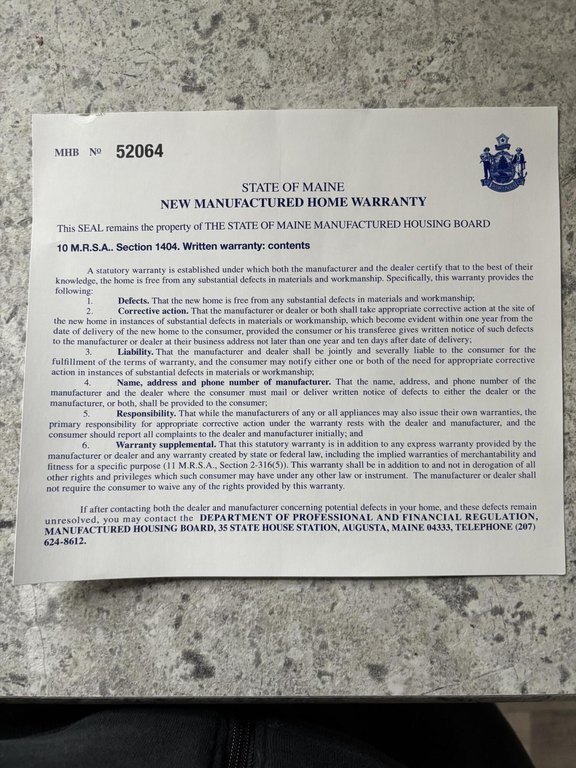 MHB Nº 52064
STATE OF MAINE
NEW MANUFACTURED HOME WARRANTY
This SEAL remains the property of THE STATE OF MAINE MANUFACTURED HOUSING BOARD
10 M.R.S.A.. Section 1404. Written warranty: contents
A statutory warranty is established under which both the manufacturer and the dealer certify that to the best of their
knowledge, the home is free from any substantial defects in materials and workmanship. Specifically, this warranty provides the
following:
1. Defects. That the new home is free from any substantial defects in materials and workmanship;
2. Corrective action. That the manufacturer or dealer or both shall take appropriate corrective action at the site of
the new home in instances of substantial defects in materials or workmanship, which become evident within one year from the
date of delivery of the new home to the consumer, provided the consumer or his transferee gives written notice of such defects
to the manufacturer or dealer at their business address not later than one year and ten days after date of delivery;
3. Liability. That the manufacturer and dealer shall be jointly and severally liable to the consumer for the
fulfillment of the terms of warranty, and the consumer may notify either one or both of the need for appropriate corrective
action in instances of substantial defects in materials or workmanship;
4. Name, address and phone number of manufacturer. That the name, address, and phone number of the
manufacturer and the dealer where the consumer must mail or deliver written notice of defects to either the dealer or the
manufacturer, or both, shall be provided to the consumer;
5. Responsibility. That while the manufacturers of any or all appliances may also issue their own warranties, the
primary responsibility for appropriate corrective action under the warranty rests with the dealer and manufacturer, and the
consumer should report all complaints to the dealer and manufacturer initially; and
6. Warranty supplemental. That this statutory warranty is in addition to any express warranty provided by the
manufacturer or dealer and any warranty created by state or federal law, including the implied warranties of merchantability and
fitness for a specific purpose (11 M.R.S.A., Section 2-316(5)). This warranty shall be in addition to and not in derogation of all
other rights and privileges which such consumer may have under any other law or instrument. The manufacturer or dealer shall
not require the consumer to waive any of the rights provided by this warranty.
If after contacting both the dealer and manufacturer concerning potential defects in your home, and these defects remain
unresolved, you may contact the DEPARTMENT OF PROFESSIONAL AND FINANCIAL REGULATION,
MANUFACTURED HOUSING BOARD, 35 STATE HOUSE STATION, AUGUSTA, MAINE 04333, TELEPHONE (207)
624-8612.